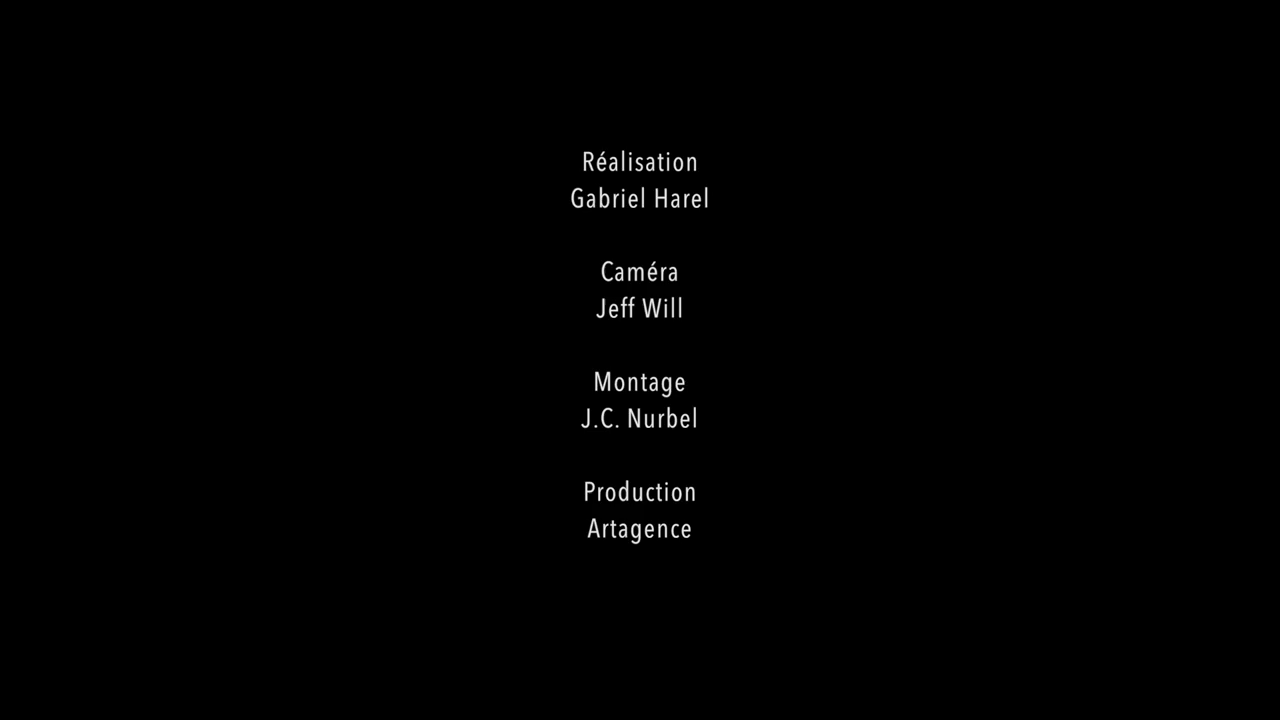 Réalisation
Gabriel Harel
Caméra
Jeff Will
Montage
J.C. Nurbel
Production
Artagence